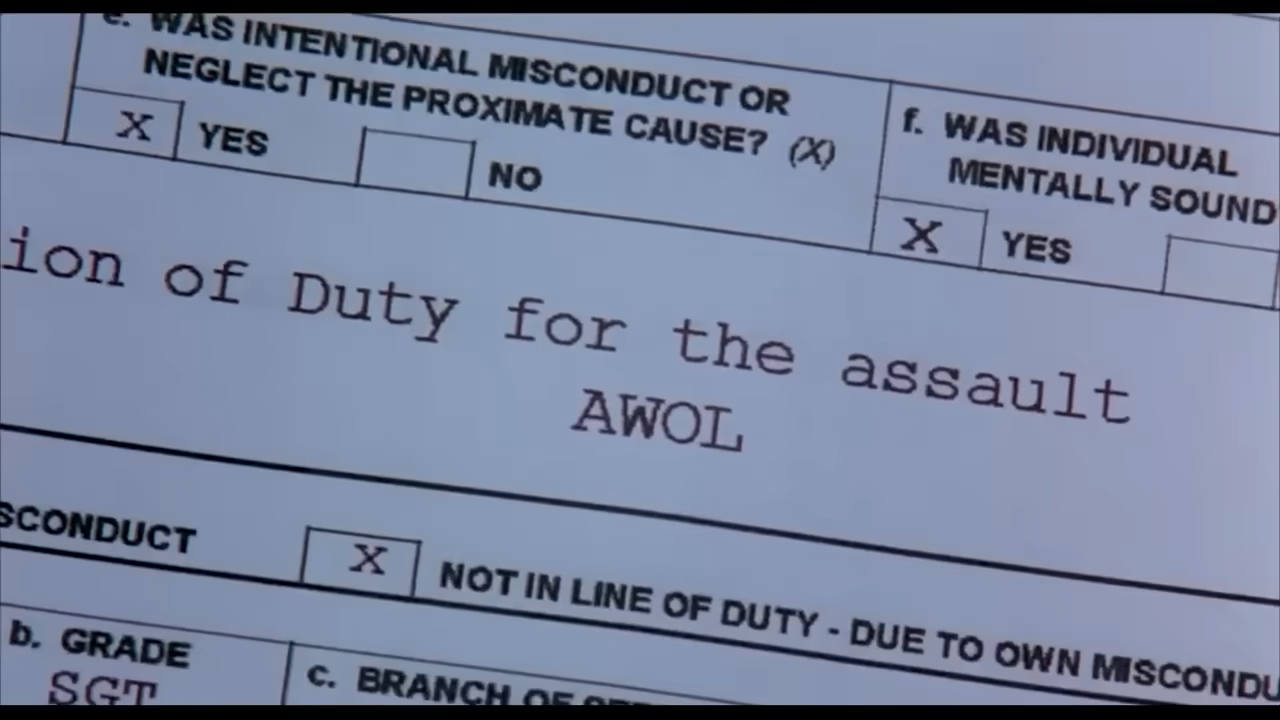 e. WAS INTENTIONAL MISCONDUCT OR
NEGLECT THE PROXIMATE CAUSE? (X)
X YES NO
f. WAS INDIVIDUAL
MENTALLY SOUND
X YES
ion of Duty for the assault
AWOL
SCONDUCT X NOT IN LINE OF DUTY - DUE TO OWN MISCONDU
b. GRADE
SGT
c. BRANCH OF